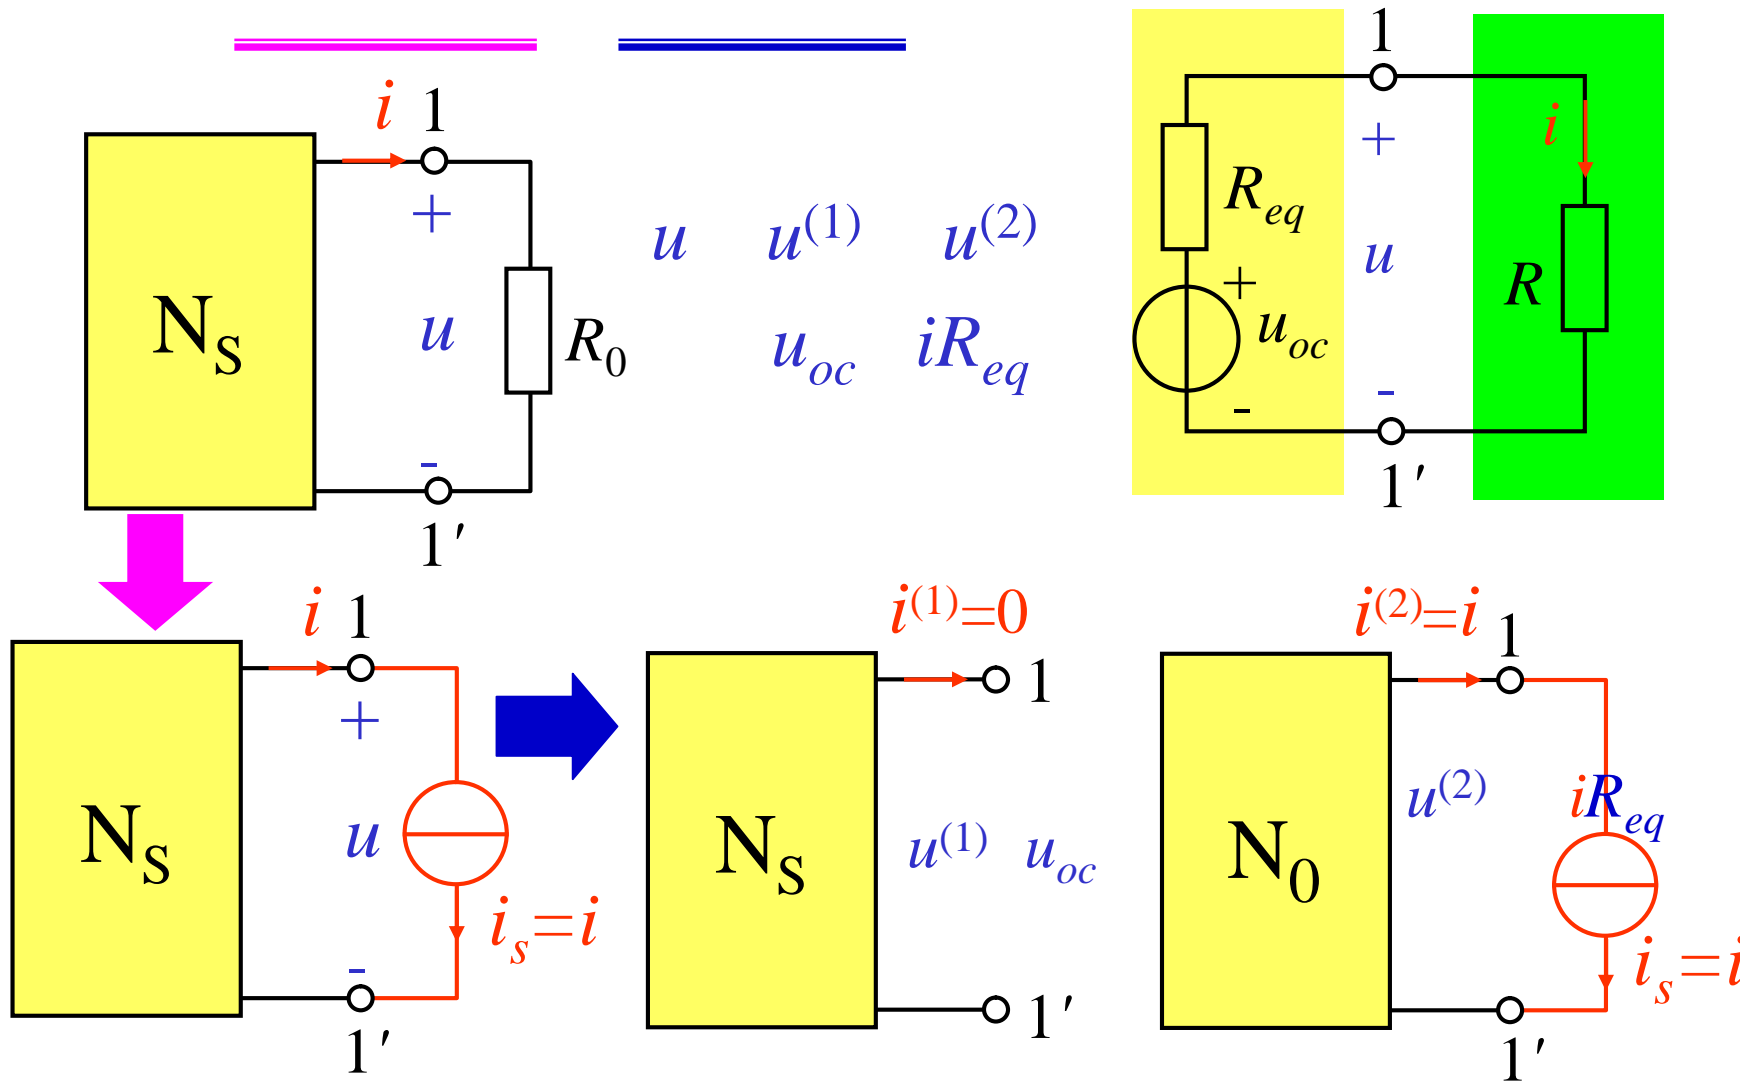 i 1
+
u
-
1′
N_S
R_0
u u^(1) u^(2)
u_oc iR_eq
1
+
u
-
1′
R_eq
+
u_oc
-
i
R
i 1
+
u
-
1′
N_S
i_s=i
i^(1)=0
1
N_S
u^(1) u_oc
1′
i^(2)=i
1
N_0
u^(2) iR_eq
i_s=i
1′